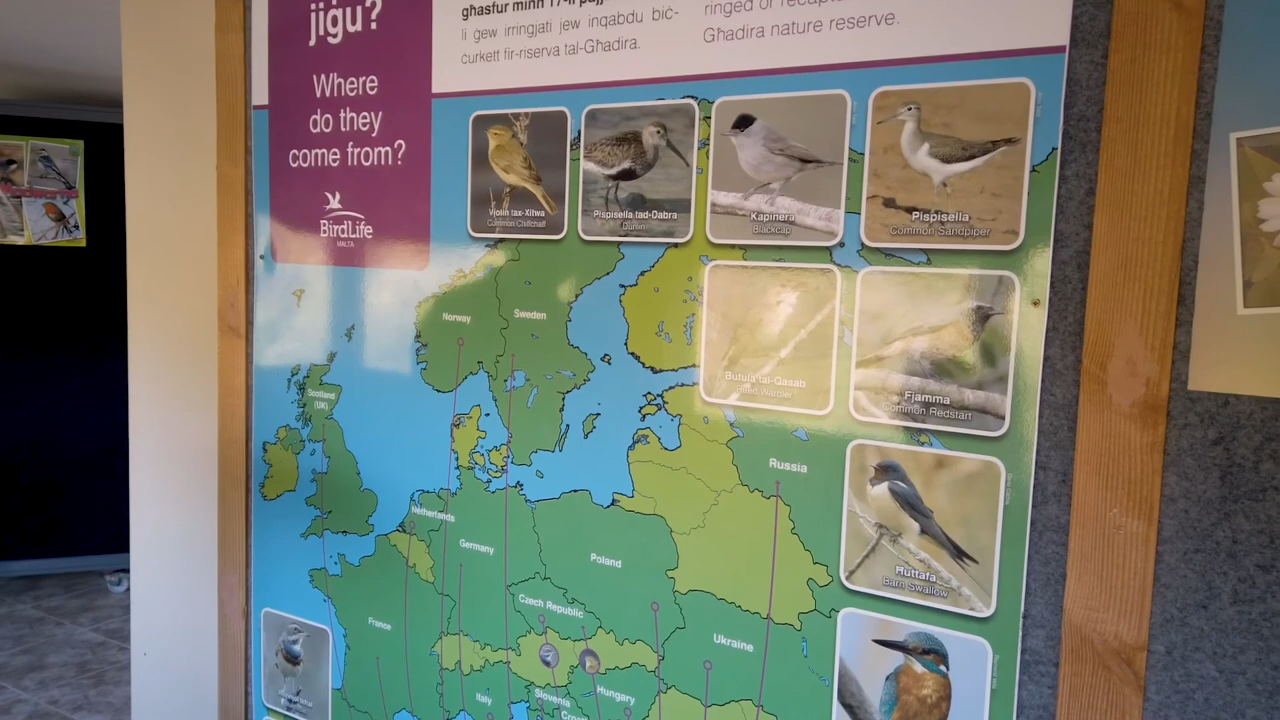 jiġu?
Where
do they
come from?
BirdLife
MALTA
għasfur minn
li ġew irringjati jew inqabdu biċ-
ċurkett fir-riserva tal-Għadira.
ringed or
Għadira nature reserve.
Vjolin tax-Xitwa
Common Chiffchaff
Pispisella tad-Dabra
Dunlin
Kapinera
Blackcap
Pispisella
Common Sandpiper
Bufula tal-Qasab
Reed Warbler
Fjamma
Common Redstart
Ħuttafa
Barn Swallow
Norway
Sweden
Scotland
(UK)
Russia
Netherlands
Germany
Poland
Czech Republic
France
Ukraine
Italy
Slovenia
Hungary